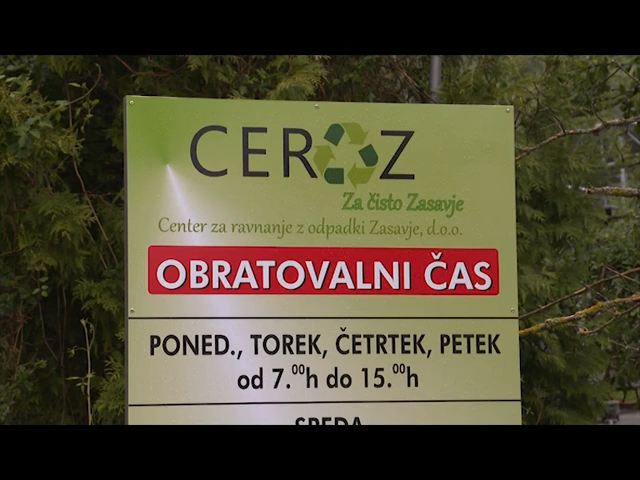 CEROZ
Za čisto Zasavje
Center za ravnanje z odpadki Zasavje, d.o.o.
OBRATOVALNI ČAS
PONED., TOREK, ČETRTEK, PETEK
od 7.00h do 15.00h
SREDA